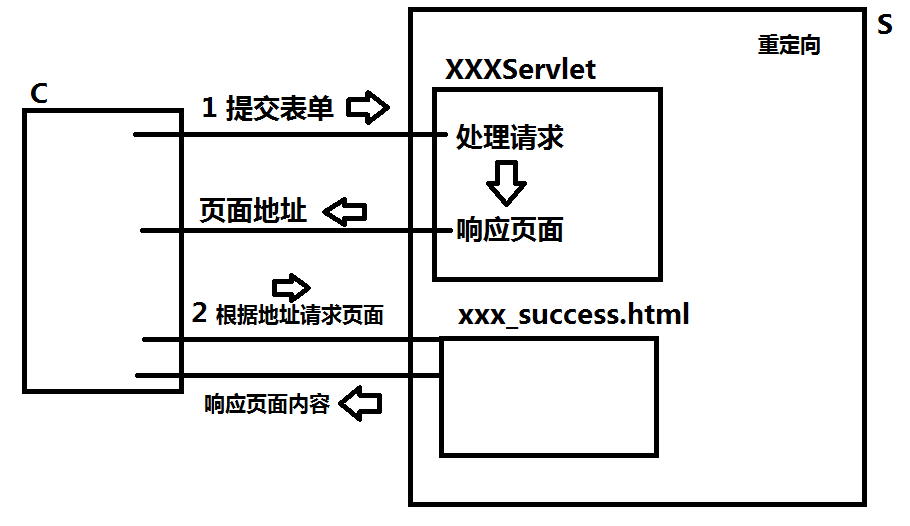 S
重定向
XXXServlet
C
1 提交表单
处理请求
页面地址
响应页面
2 根据地址请求页面
xxx_success.html
响应页面内容